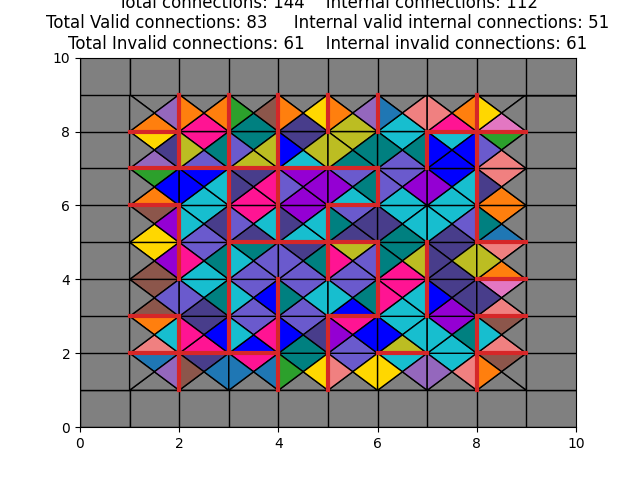 Total connections: 144    Internal connections: 112
Total Valid connections: 83    Internal valid internal connections: 51
Total Invalid connections: 61    Internal invalid connections: 61
10
8
6
4
2
0
0 2 4 6 8 10